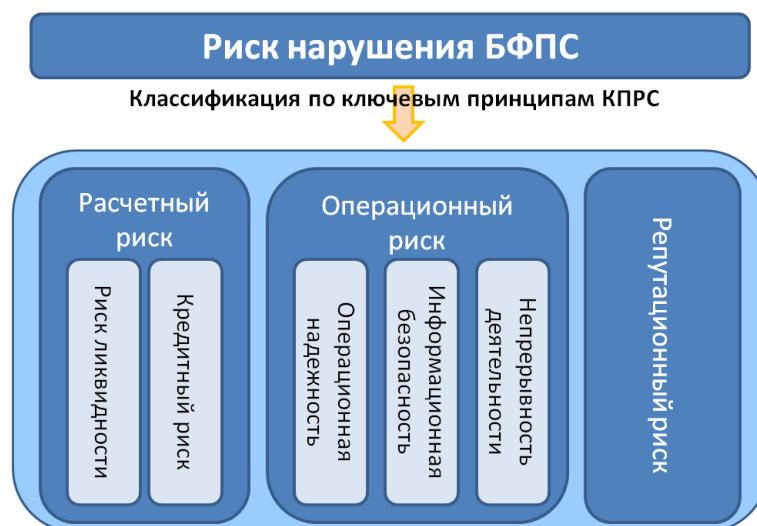 Риск нарушения БФПС
Классификация по ключевым принципам КПРС
Расчетный
риск
Риск ликвидности
Кредитный риск
Операционный
риск
Операционная
надежность
Информационная
безопасность
Непрерывность
деятельности
Репутационный риск